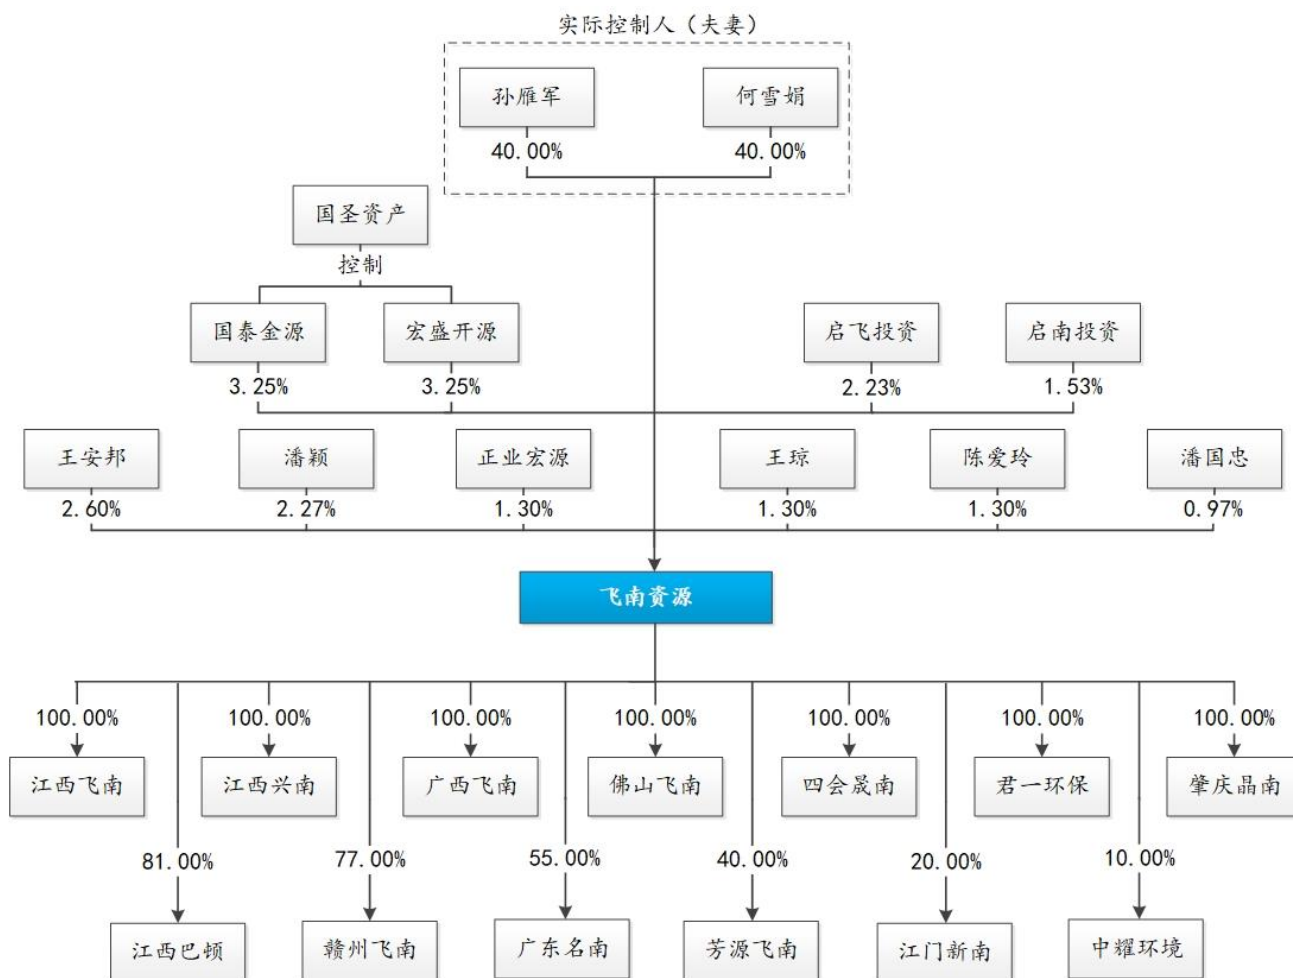 实际控制人（夫妻）
孙雁军 何雪娟
40.00% 40.00%
国圣资产
控制
国泰金源 宏盛开源 启飞投资 启南投资
3.25% 3.25% 2.23% 1.53%
王安邦 潘颖 正业宏源 王琼 陈爱玲 潘国忠
2.60% 2.27% 1.30% 1.30% 1.30% 0.97%
飞南资源
100.00% 100.00% 100.00% 100.00% 100.00% 100.00% 100.00%
江西飞南 江西兴南 广西飞南 佛山飞南 四会晟南 君一环保 肇庆晶南
81.00% 77.00% 55.00% 40.00% 20.00% 10.00%
江西巴顿 赣州飞南 广东名南 芳源飞南 江门新南 中耀环境